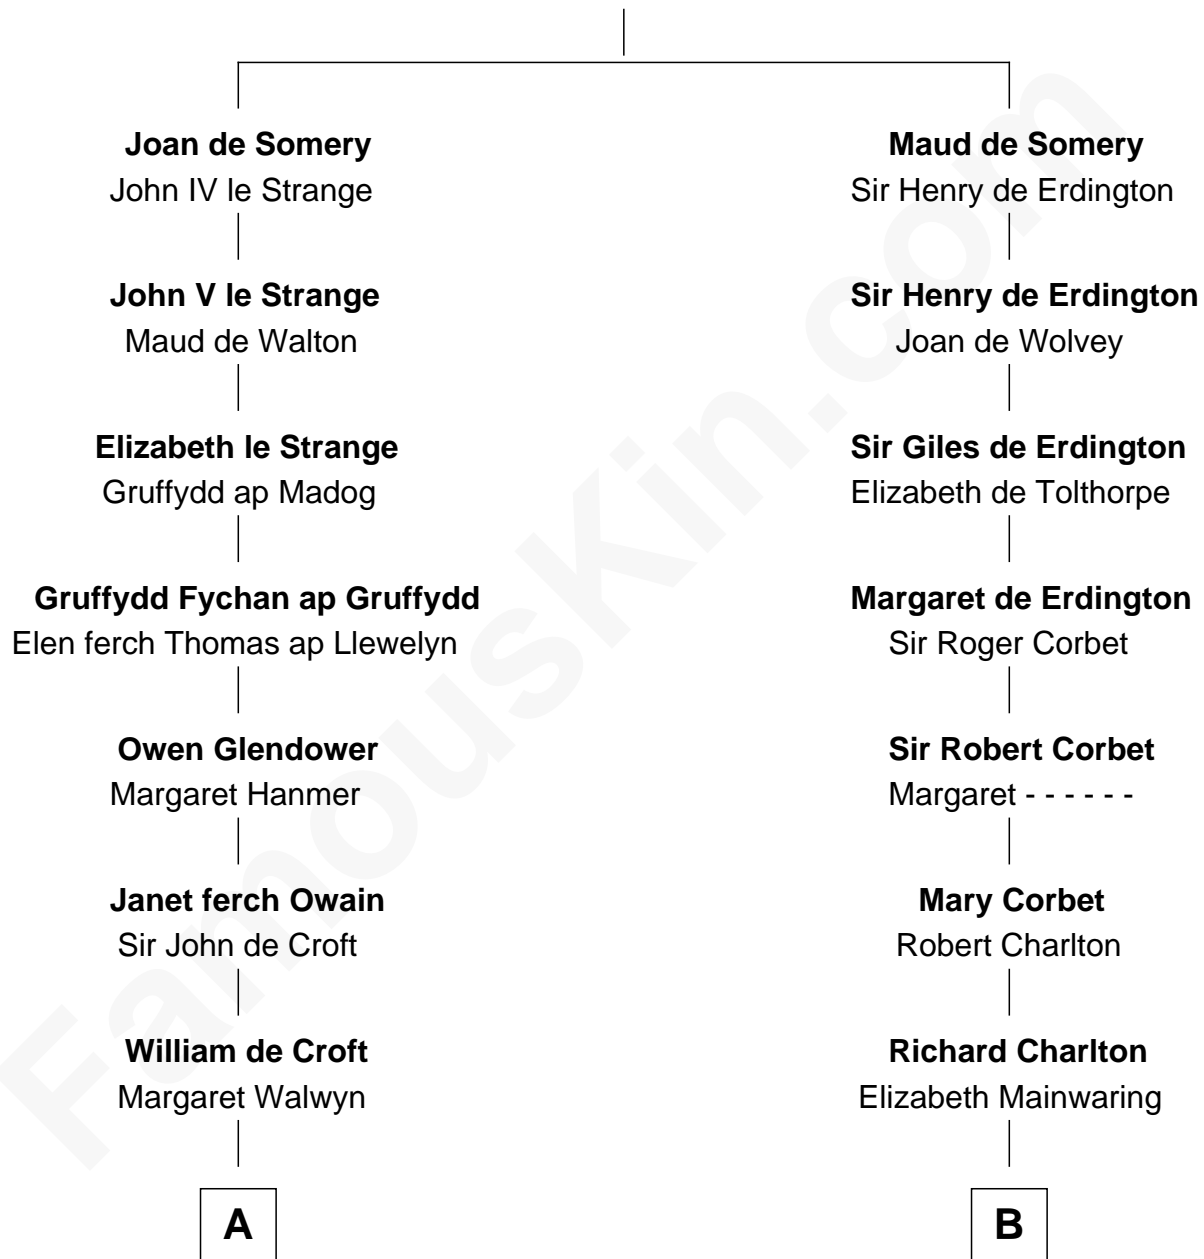 Joan de Somery
John IV le Strange
John V le Strange
Maud de Walton
Elizabeth le Strange
Gruffydd ap Madog
Gruffydd Fychan ap Gruffydd
Elen ferch Thomas ap Llewelyn
Owen Glendower
Margaret Hanmer
Janet ferch Owain
Sir John de Croft
William de Croft
Margaret Walwyn
A
Maud de Somery
Sir Henry de Erdington
Sir Henry de Erdington
Joan de Wolvey
Sir Giles de Erdington
Elizabeth de Tolthorpe
Margaret de Erdington
Sir Roger Corbet
Sir Robert Corbet
Margaret - - - - - -
Mary Corbet
Robert Charlton
Richard Charlton
Elizabeth Mainwaring
B
FamousKin.com